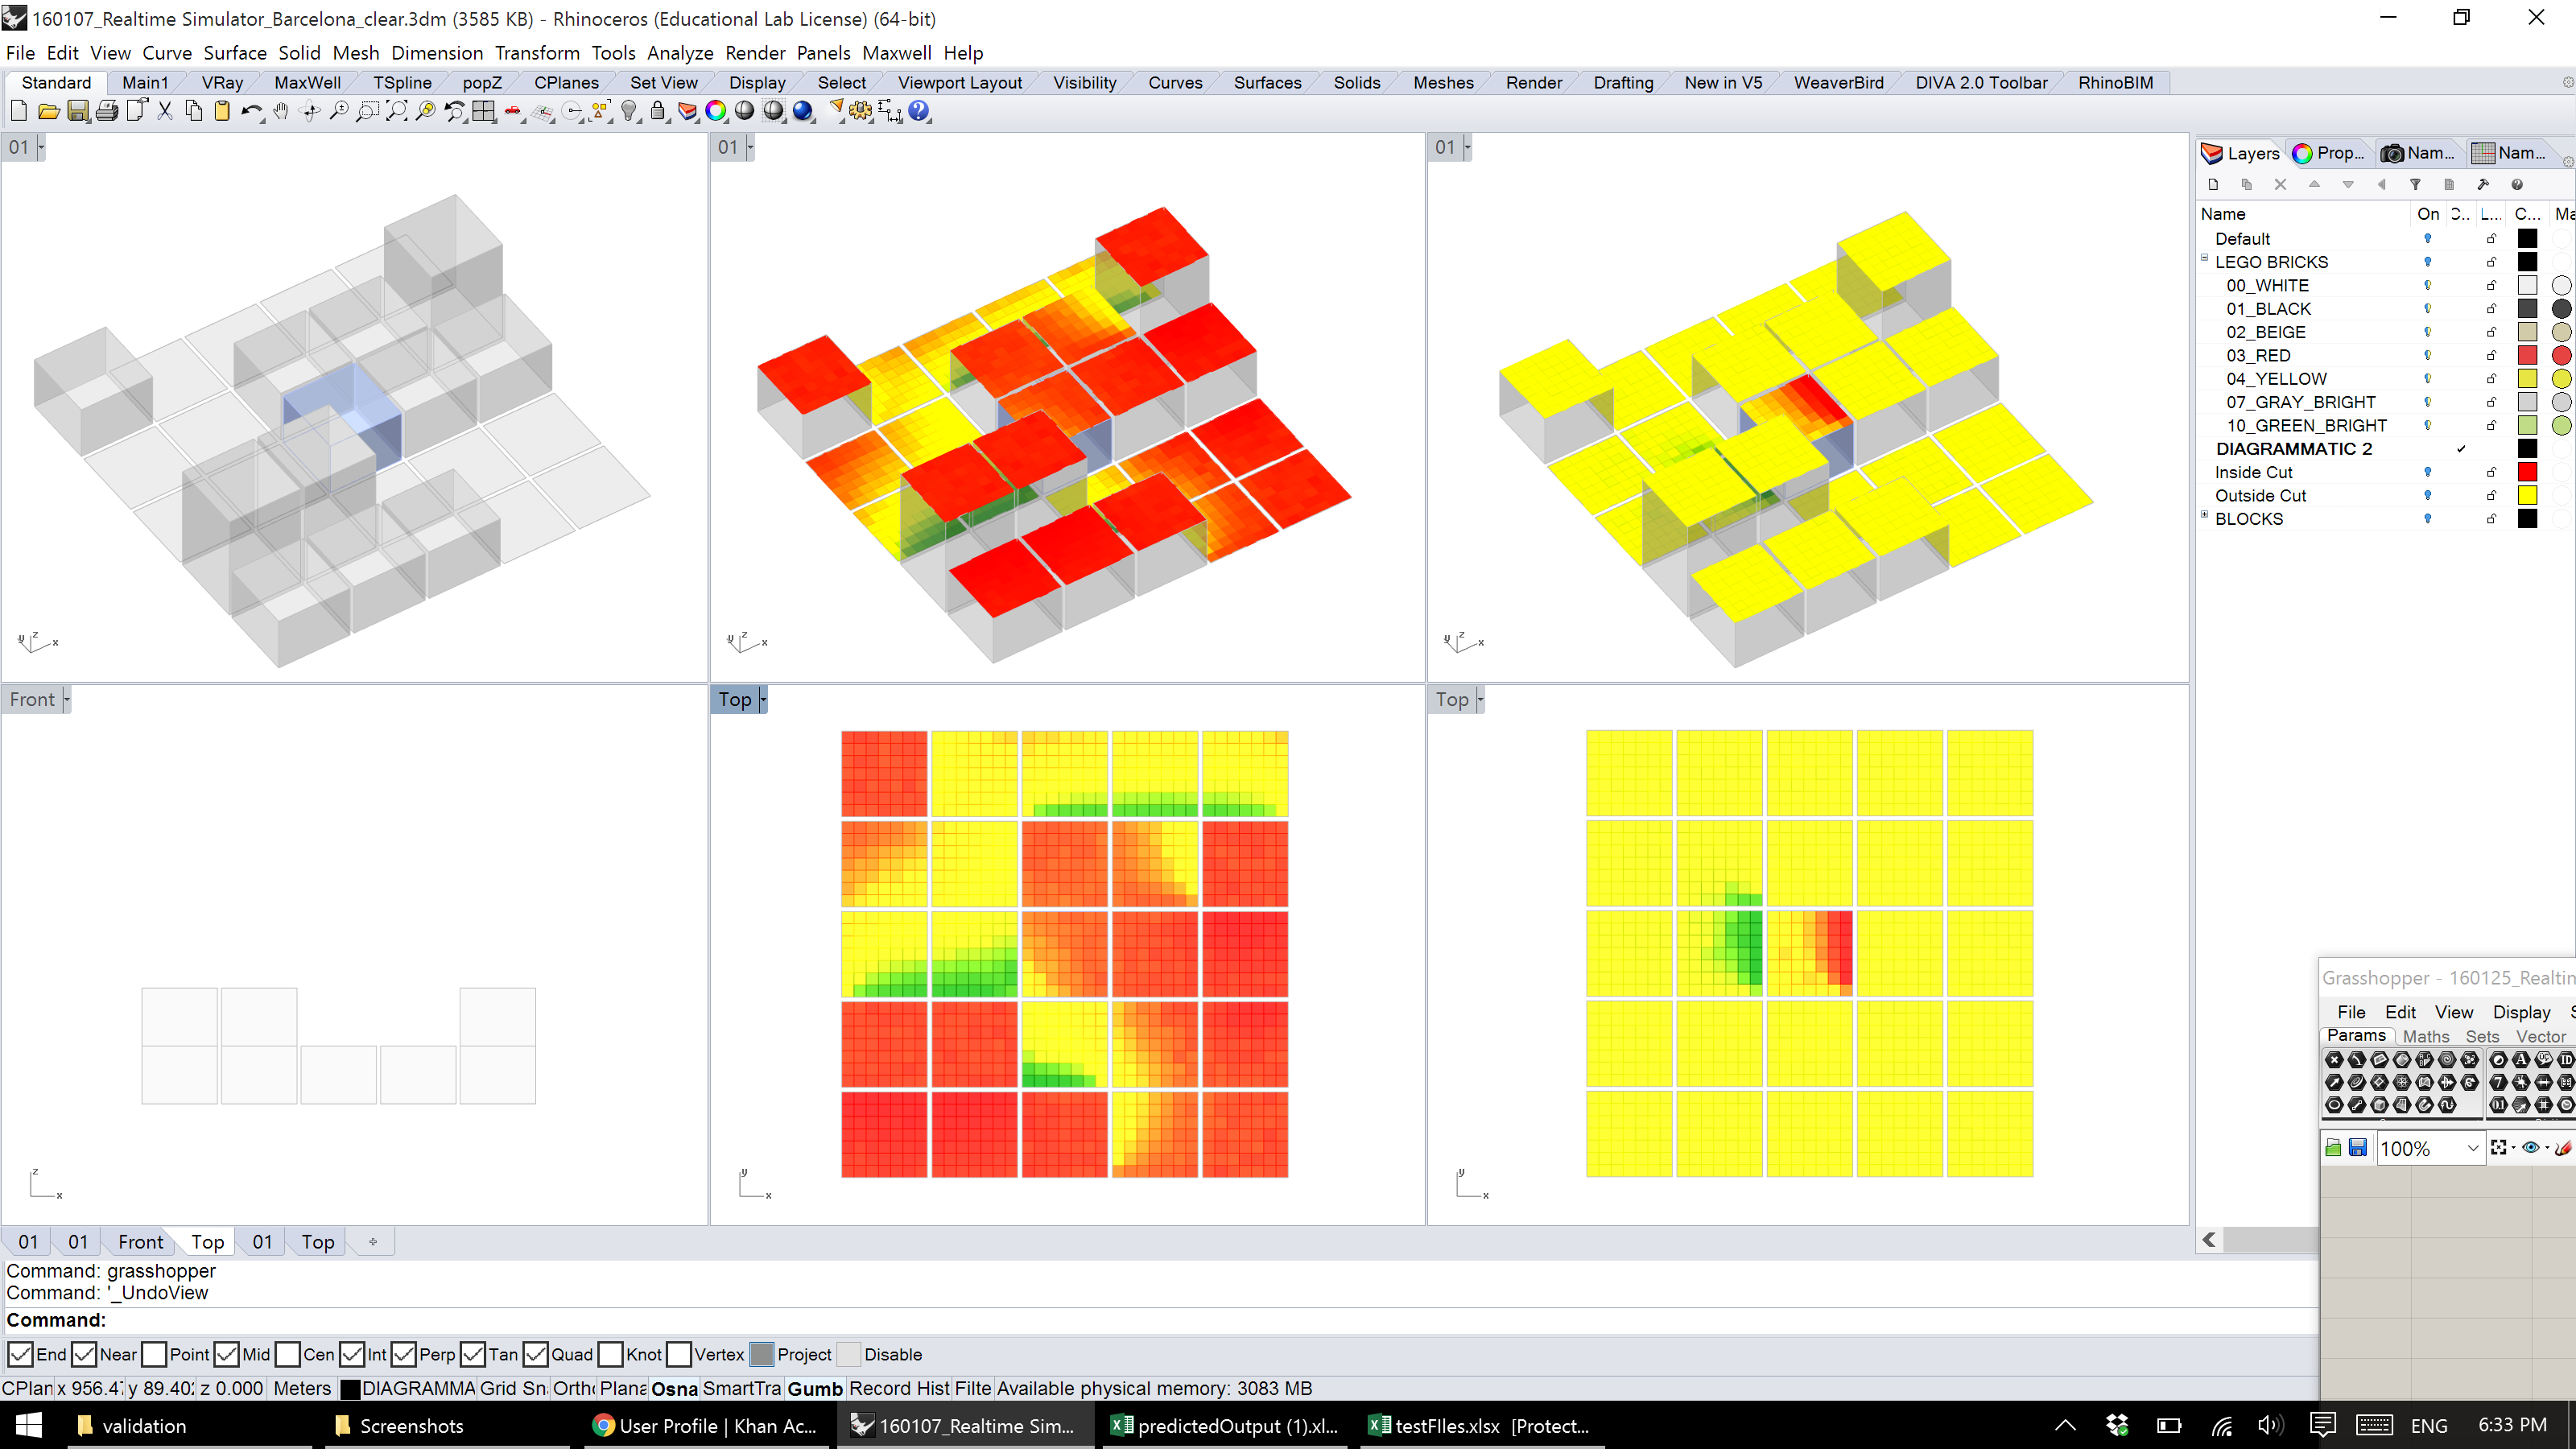 160107_Realtime Simulator_Barcelona_clear.3dm (3585 KB) - Rhinoceros (Educational Lab License) (64-bit)
File Edit View Curve Surface Solid Mesh Dimension Transform Tools Analyze Render Panels Maxwell Help
Standard Main1 VRay MaxWell TSpline popZ CPlanes Set View Display Select Viewport Layout Visibility Curves Surfaces Solids Meshes Render Drafting New in V5 WeaverBird DIVA 2.0 Toolbar RhinoBIM
01 01 01
Layers Prop... Nam... Nam...
Name On L... C... Ma
Default
LEGO BRICKS
00_WHITE
01_BLACK
02_BEIGE
03_RED
04_YELLOW
07_GRAY_BRIGHT
10_GREEN_BRIGHT
DIAGRAMMATIC 2
Inside Cut
Outside Cut
BLOCKS
y z x y z x y z x
Front Top Top
z x y x y x
Grasshopper - 160125_Realtin
File Edit View Display S
Params Maths Sets Vector
100%
01 01 Front Top 01 Top
Command: grasshopper
Command: '_UndoView
Command:
End Near Point Mid Cen Int Perp Tan Quad Knot Vertex Project Disable
CPlan x 956.47 y 89.402 z 0.000 Meters DIAGRAMMA Grid Sn Ortho Plana Osna SmartTra Gumb Record Hist Filte Available physical memory: 3083 MB
validation Screenshots User Profile | Khan Ac... 160107_Realtime Sim... predictedOutput (1).xl... testFIles.xlsx [Protect... ENG 6:33 PM